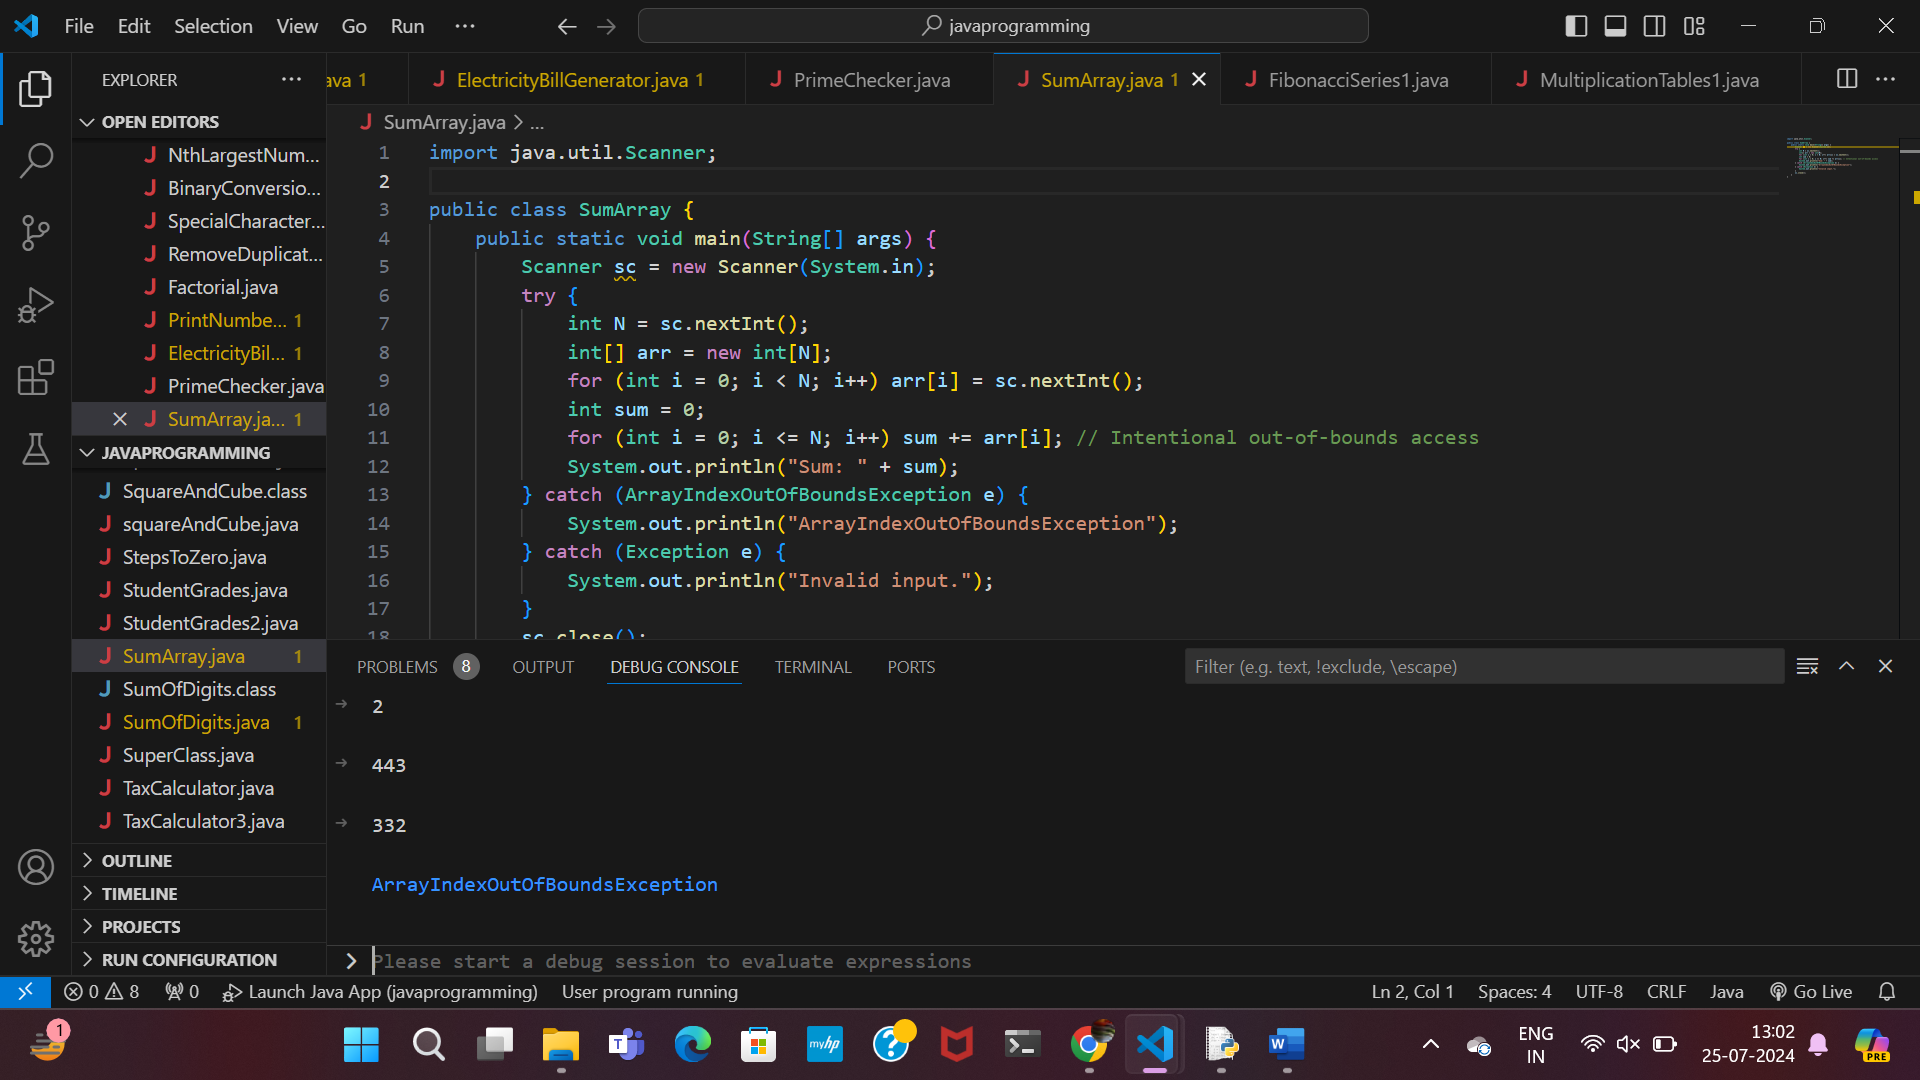 File Edit Selection View Go Run ...
javaprogramming
EXPLORER ...
ava 1
ElectricityBillGenerator.java 1
PrimeChecker.java
SumArray.java 1
FibonacciSeries1.java
MultiplicationTables1.java
OPEN EDITORS
NthLargestNum...
BinaryConversio...
SpecialCharacter...
RemoveDuplicat...
Factorial.java
PrintNumbe... 1
ElectricityBil... 1
PrimeChecker.java
SumArray.ja... 1
JAVAPROGRAMMING
SquareAndCube.class
squareAndCube.java
StepsToZero.java
StudentGrades.java
StudentGrades2.java
SumArray.java 1
SumOfDigits.class
SumOfDigits.java 1
SuperClass.java
TaxCalculator.java
TaxCalculator3.java
OUTLINE
TIMELINE
PROJECTS
RUN CONFIGURATION
SumArray.java > ...
1 import java.util.Scanner;
2
3 public class SumArray {
4 public static void main(String[] args) {
5 Scanner sc = new Scanner(System.in);
6 try {
7 int N = sc.nextInt();
8 int[] arr = new int[N];
9 for (int i = 0; i < N; i++) arr[i] = sc.nextInt();
10 int sum = 0;
11 for (int i = 0; i <= N; i++) sum += arr[i]; // Intentional out-of-bounds access
12 System.out.println("Sum: " + sum);
13 } catch (ArrayIndexOutOfBoundsException e) {
14 System.out.println("ArrayIndexOutOfBoundsException");
15 } catch (Exception e) {
16 System.out.println("Invalid input.");
17 }
18 sc.close();
PROBLEMS 8 OUTPUT DEBUG CONSOLE TERMINAL PORTS
Filter (e.g. text, !exclude, \escape)
2
443
332
ArrayIndexOutOfBoundsException
> Please start a debug session to evaluate expressions
0 8 0 Launch Java App (javaprogramming) User program running
Ln 2, Col 1 Spaces: 4 UTF-8 CRLF Java Go Live
1
T
myhp
?
W
ENG
IN
13:02
25-07-2024
PRE